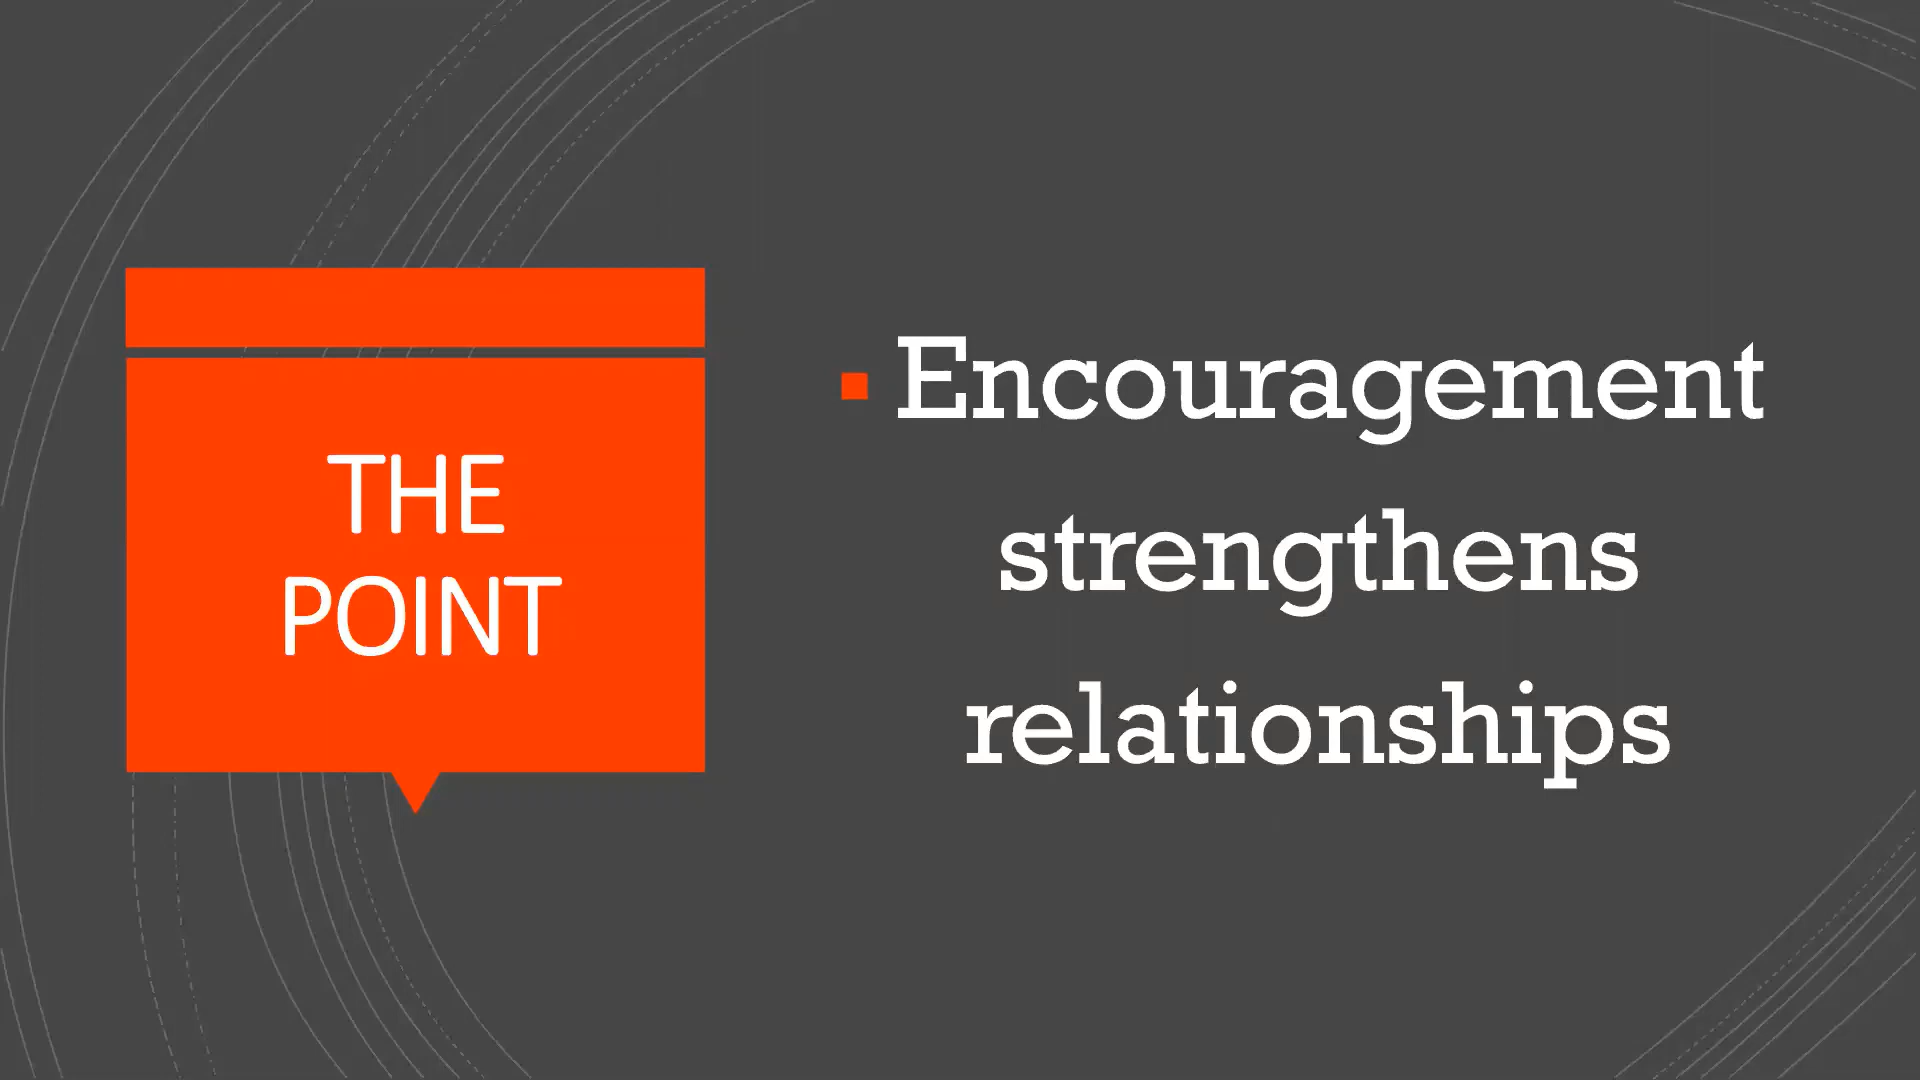 THE
POINT
Encouragement
strengthens
relationships